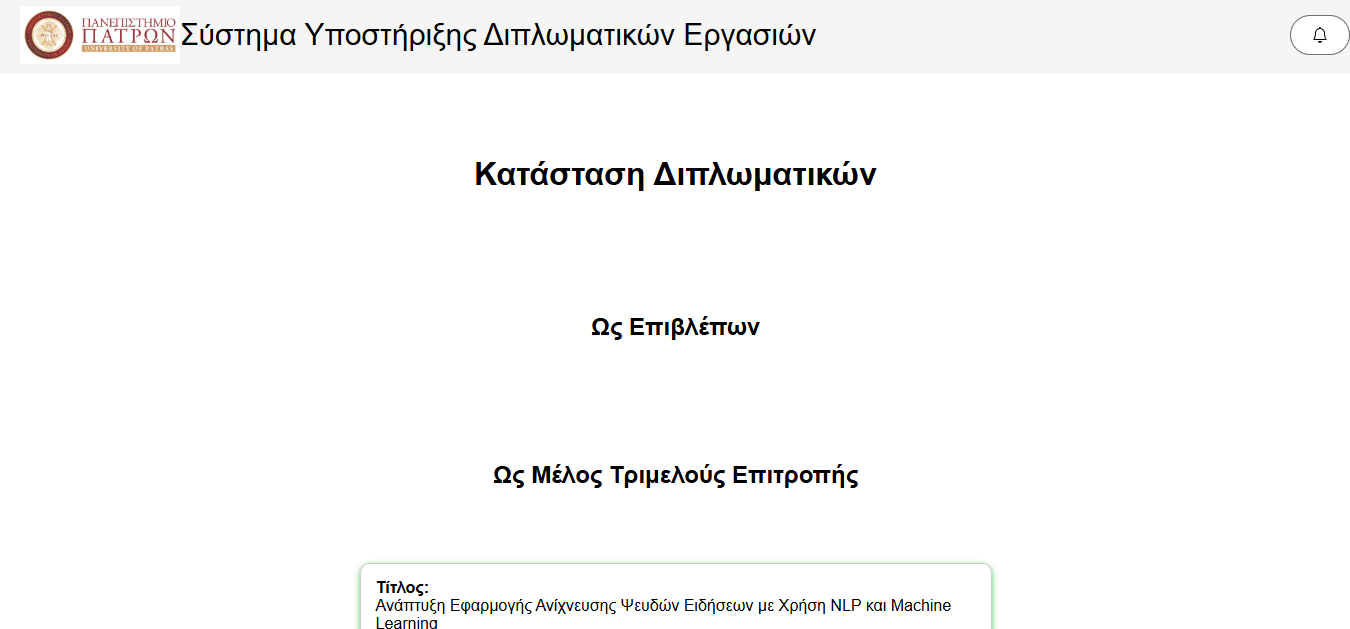 ΠΑΝΕΠΙΣΤΗΜΙΟ
ΠΑΤΡΩΝ
UNIVERSITY OF PATRAS
Σύστημα Υποστήριξης Διπλωματικών Εργασιών
Κατάσταση Διπλωματικών
Ως Επιβλέπων
Ως Μέλος Τριμελούς Επιτροπής
Τίτλος:
Ανάπτυξη Εφαρμογής Ανίχνευσης Ψευδών Ειδήσεων με Χρήση NLP και Machine
Learning